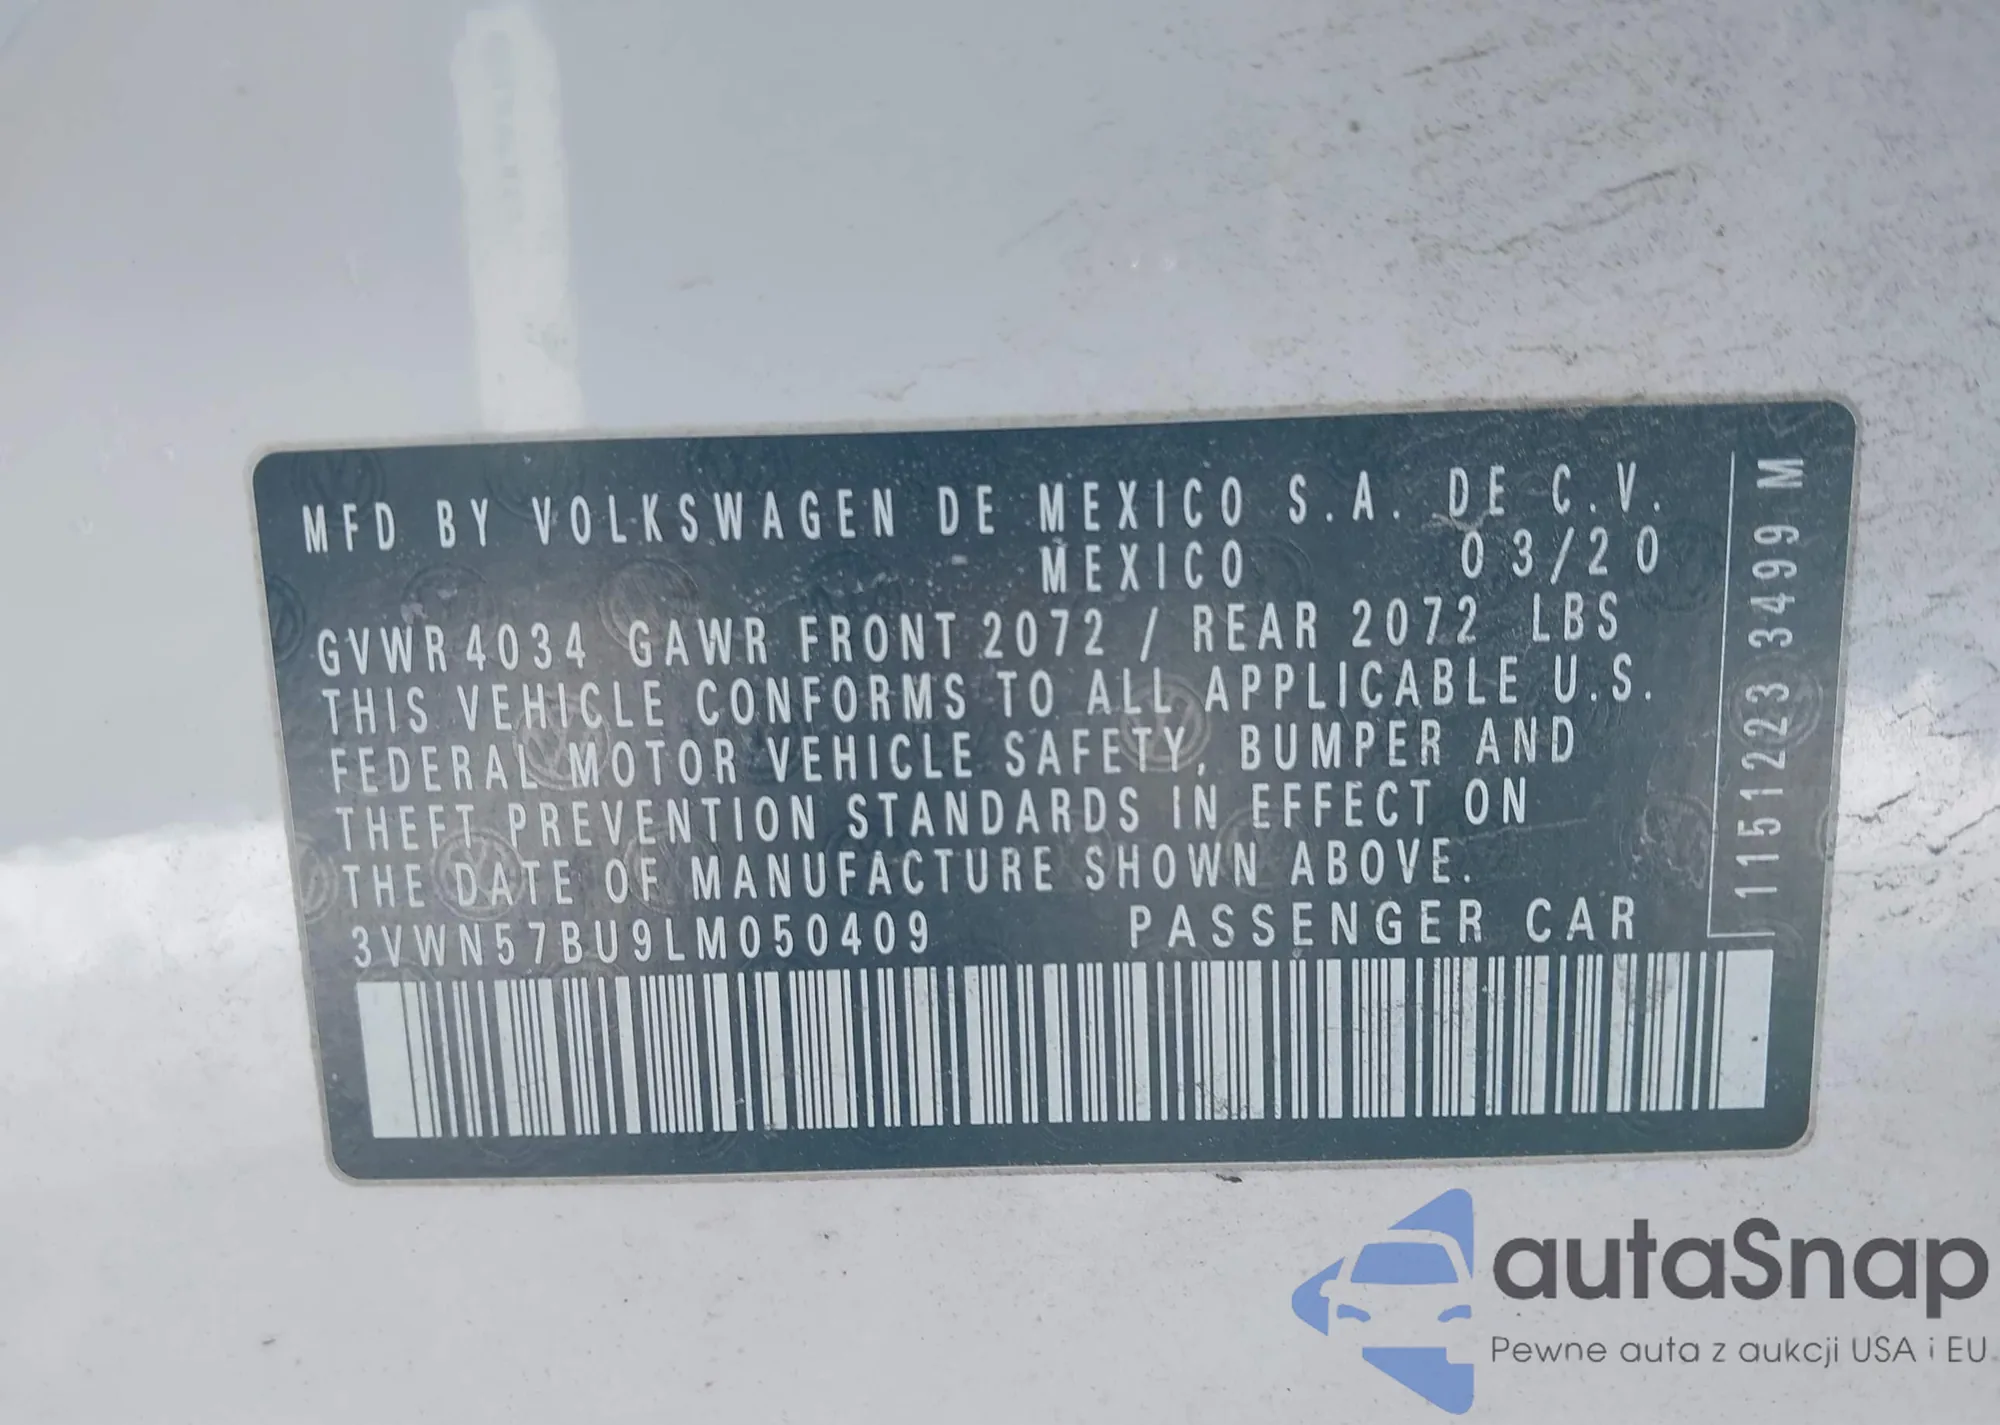 MFD BY VOLKSWAGEN DE MEXICO S.A. DE C.V.
MEXICO 03/20
GVWR 4034 GAWR FRONT 2072 / REAR 2072 LBS
THIS VEHICLE CONFORMS TO ALL APPLICABLE U.S.
FEDERAL MOTOR VEHICLE SAFETY, BUMPER AND
THEFT PREVENTION STANDARDS IN EFFECT ON
THE DATE OF MANUFACTURE SHOWN ABOVE.
3VWN57BU9LM050409 PASSENGER CAR
1151223 3499 M
autaSnap
Pewne auta z aukcji USA i EU